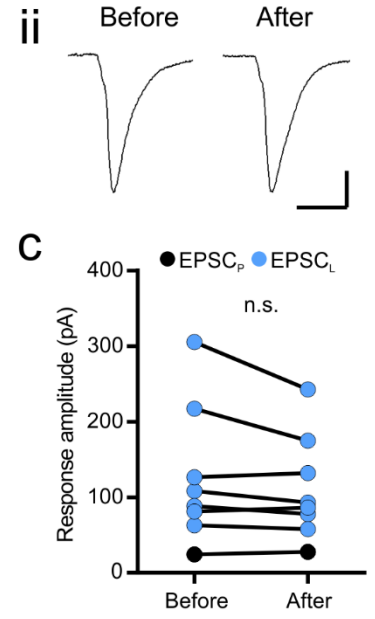 ii
Before After
c
EPSCP EPSCL
n.s.
Response amplitude (pA)
400
300
200
100
0
Before After